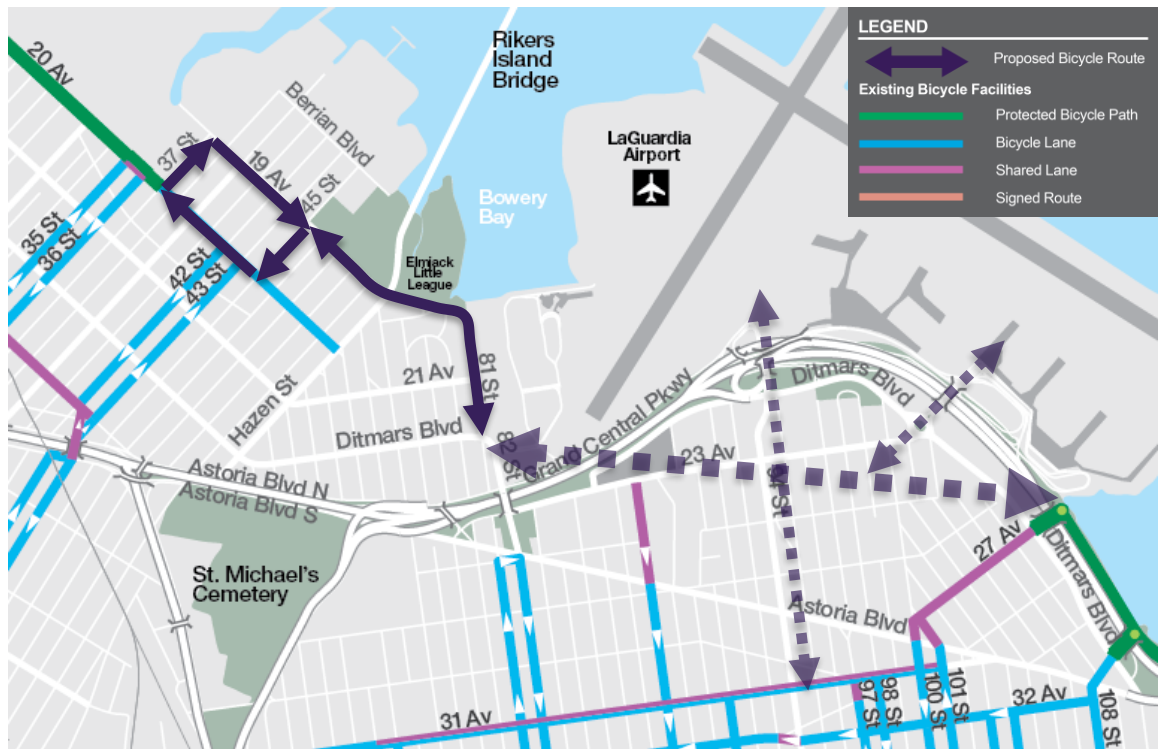 LEGEND
Proposed Bicycle Route
Existing Bicycle Facilities
Protected Bicycle Path
Bicycle Lane
Shared Lane
Signed Route
20 Av
Rikers
Island
Bridge
Berrian Blvd
37 St
19 Av
45 St
LaGuardia
Airport
Bowery
Bay
35 St
36 St
42 St
43 St
Elmjack
Little
League
81 St
21 Av
Hazen St
Ditmars Blvd
82 St
Grand Central Pkwy
Ditmars Blvd
23 Av
Astoria Blvd N
Astoria Blvd S
27 Av
Ditmars Blvd
St. Michael's
Cemetery
Astoria Blvd
31 Av
97 St
98 St
100 St
101 St
32 Av
108 St